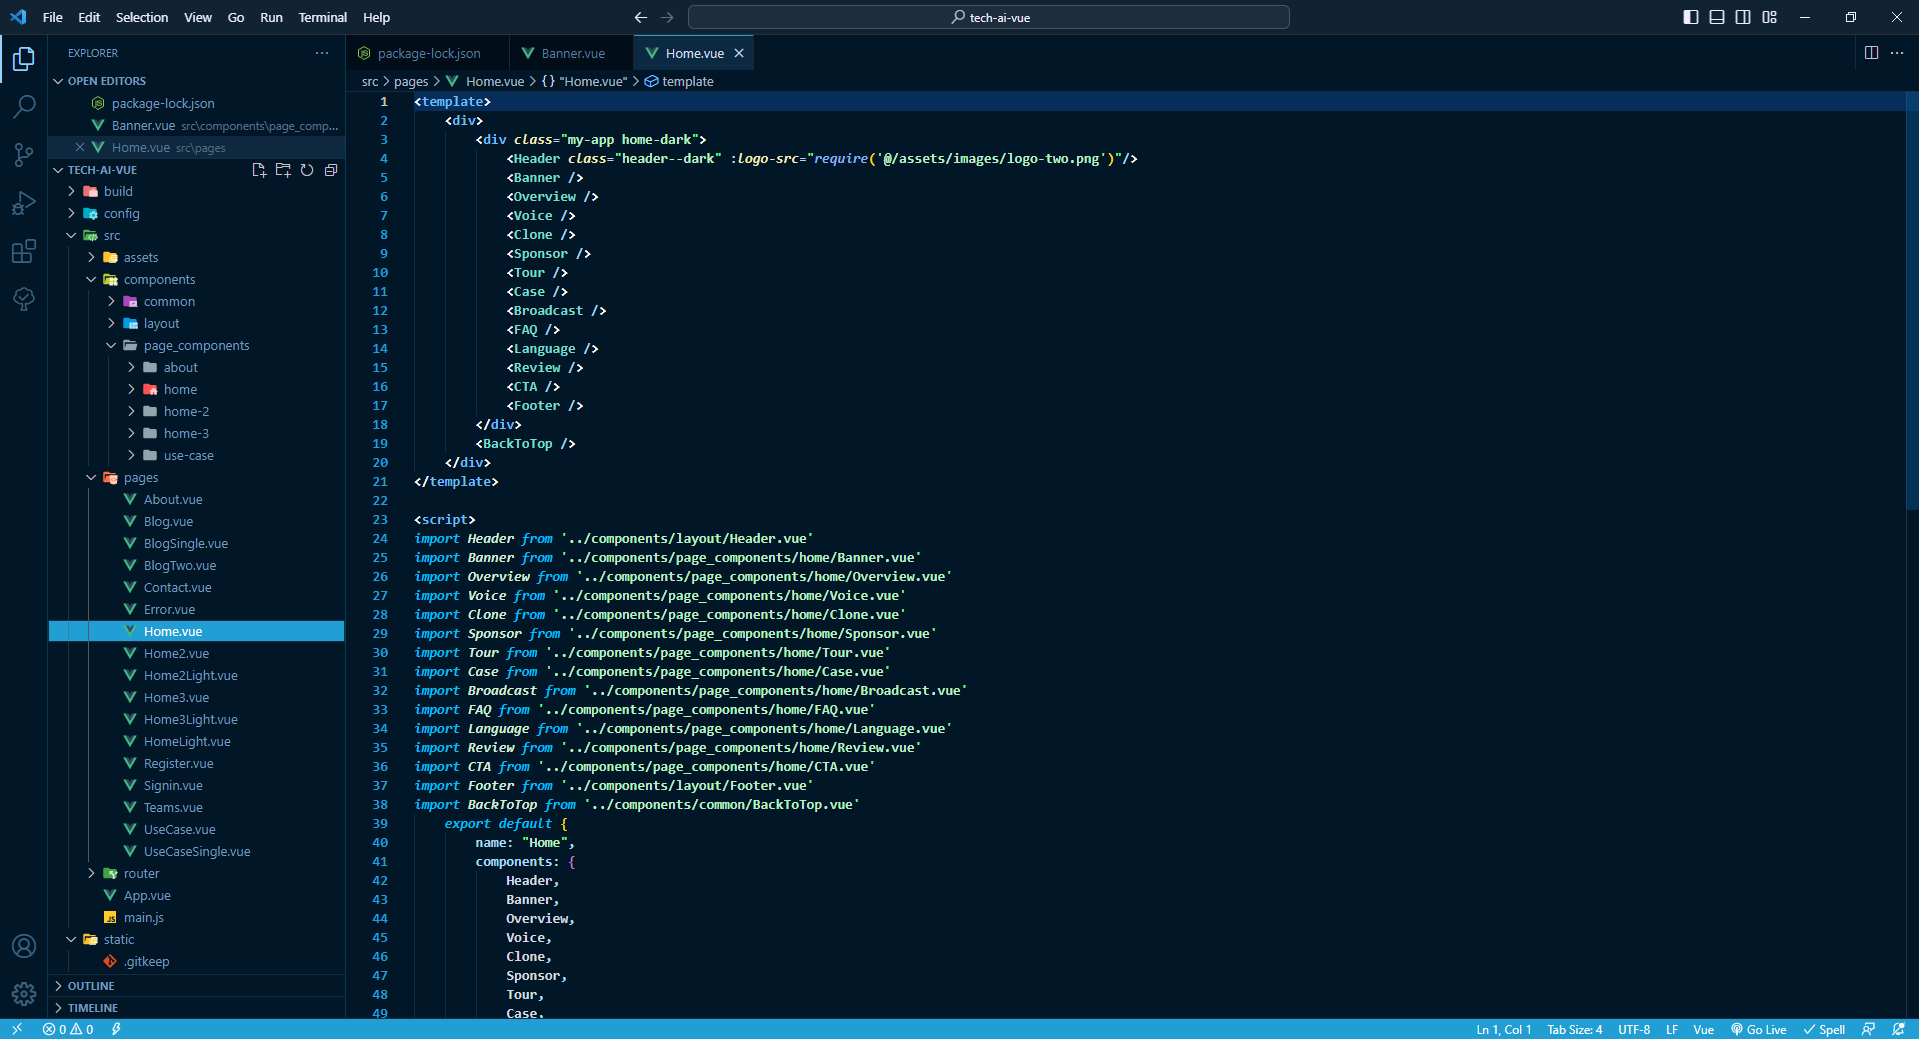 File Edit Selection View Go Run Terminal Help
tech-ai-vue
EXPLORER
OPEN EDITORS
package-lock.json
Banner.vue src\components\page_comp...
Home.vue src\pages
TECH-AI-VUE
build
config
src
assets
components
common
layout
page_components
about
home
home-2
home-3
use-case
pages
About.vue
Blog.vue
BlogSingle.vue
BlogTwo.vue
Contact.vue
Error.vue
Home.vue
Home2.vue
Home2Light.vue
Home3.vue
Home3Light.vue
HomeLight.vue
Register.vue
Signin.vue
Teams.vue
UseCase.vue
UseCaseSingle.vue
router
App.vue
JS main.js
static
.gitkeep
OUTLINE
TIMELINE
package-lock.json Banner.vue Home.vue
src > pages > Home.vue > {} "Home.vue" > template
1 <template>
2 <div>
3 <div class="my-app home-dark">
4 <Header class="header--dark" :logo-src="require('@/assets/images/logo-two.png')"/>
5 <Banner />
6 <Overview />
7 <Voice />
8 <Clone />
9 <Sponsor />
10 <Tour />
11 <Case />
12 <Broadcast />
13 <FAQ />
14 <Language />
15 <Review />
16 <CTA />
17 <Footer />
18 </div>
19 <BackToTop />
20 </div>
21 </template>
22
23 <script>
24 import Header from '../components/layout/Header.vue'
25 import Banner from '../components/page_components/home/Banner.vue'
26 import Overview from '../components/page_components/home/Overview.vue'
27 import Voice from '../components/page_components/home/Voice.vue'
28 import Clone from '../components/page_components/home/Clone.vue'
29 import Sponsor from '../components/page_components/home/Sponsor.vue'
30 import Tour from '../components/page_components/home/Tour.vue'
31 import Case from '../components/page_components/home/Case.vue'
32 import Broadcast from '../components/page_components/home/Broadcast.vue'
33 import FAQ from '../components/page_components/home/FAQ.vue'
34 import Language from '../components/page_components/home/Language.vue'
35 import Review from '../components/page_components/home/Review.vue'
36 import CTA from '../components/page_components/home/CTA.vue'
37 import Footer from '../components/layout/Footer.vue'
38 import BackToTop from '../components/common/BackToTop.vue'
39 export default {
40 name: "Home",
41 components: {
42 Header,
43 Banner,
44 Overview,
45 Voice,
46 Clone,
47 Sponsor,
48 Tour,
49 Case,
0 0 Ln 1, Col 1 Tab Size: 4 UTF-8 LF Vue Go Live Spell